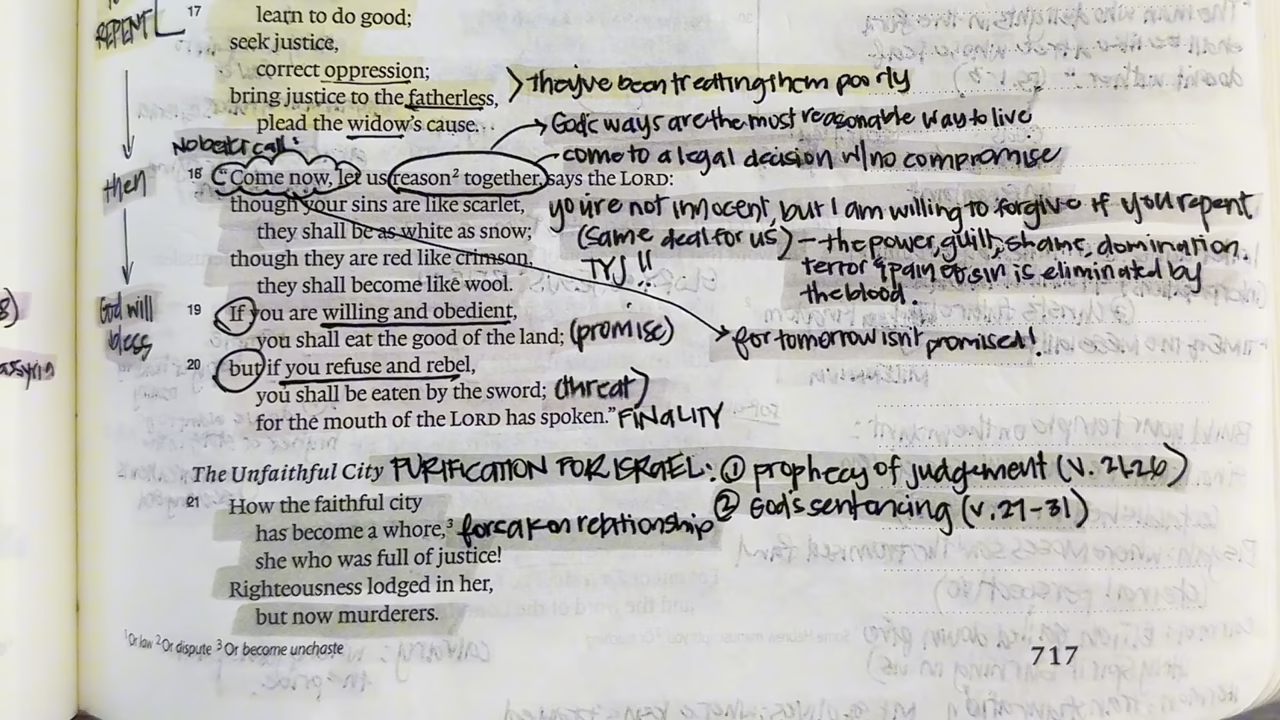 REPENT
17 learn to do good;
seek justice,
correct oppression; > they've been treating them poorly
bring justice to the fatherless,
plead the widow's cause. → God's ways are the most reasonable way to live
No better call:
come to a legal decision w/no compromise
then
18 "Come now, let us reason² together, says the LORD:
though your sins are like scarlet, you're not innocent, but I am willing to forgive if you repent
they shall be as white as snow; (same deal for us) – the power, guilt, shame, domination.
though they are red like crimson, TYJ!! terror & pain of sin is eliminated by
they shall become like wool. the blood.
God will
bless
19 If you are willing and obedient,
you shall eat the good of the land; (promise) for tomorrow isn't promised!
20 but if you refuse and rebel,
you shall be eaten by the sword; (threat)
for the mouth of the LORD has spoken." FINALITY
The Unfaithful City PURIFICATION FOR ISRAEL: ① prophecy of judgement (v. 21-26)
21 How the faithful city ② God's sentencing (v. 27-31)
has become a whore,³ forsaken relationship
she who was full of justice!
Righteousness lodged in her,
but now murderers.
¹Or law ²Or dispute ³Or become unchaste
717